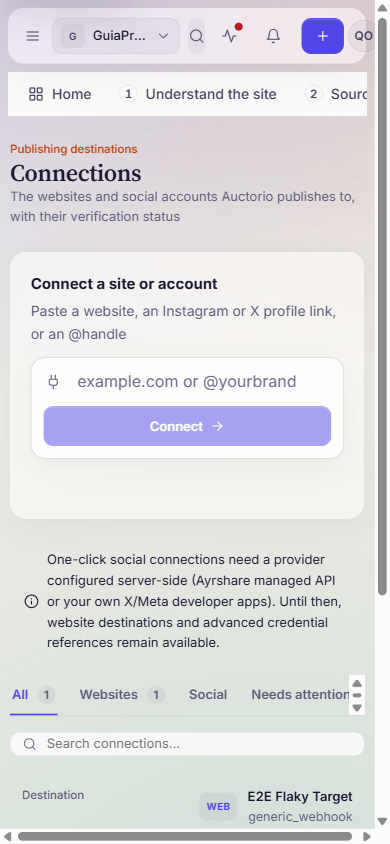 G GuiaPr... QO
Home 1 Understand the site 2 Sourc
Publishing destinations
Connections
The websites and social accounts Auctorio publishes to,
with their verification status
Connect a site or account
Paste a website, an Instagram or X profile link,
or an @handle
example.com or @yourbrand
Connect →
One-click social connections need a provider
configured server-side (Ayrshare managed API
or your own X/Meta developer apps). Until then,
website destinations and advanced credential
references remain available.
All 1 Websites 1 Social Needs attention
Search connections...
Destination
WEB
E2E Flaky Target
generic_webhook